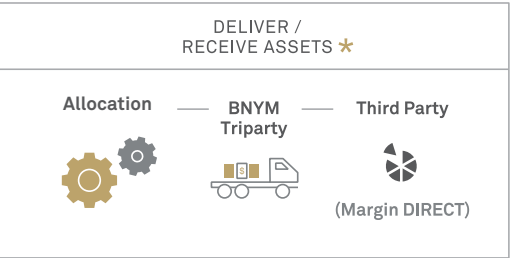 DELIVER /
RECEIVE ASSETS *
Allocation
BNYM
Triparty
Third Party
$
(Margin DIRECT)